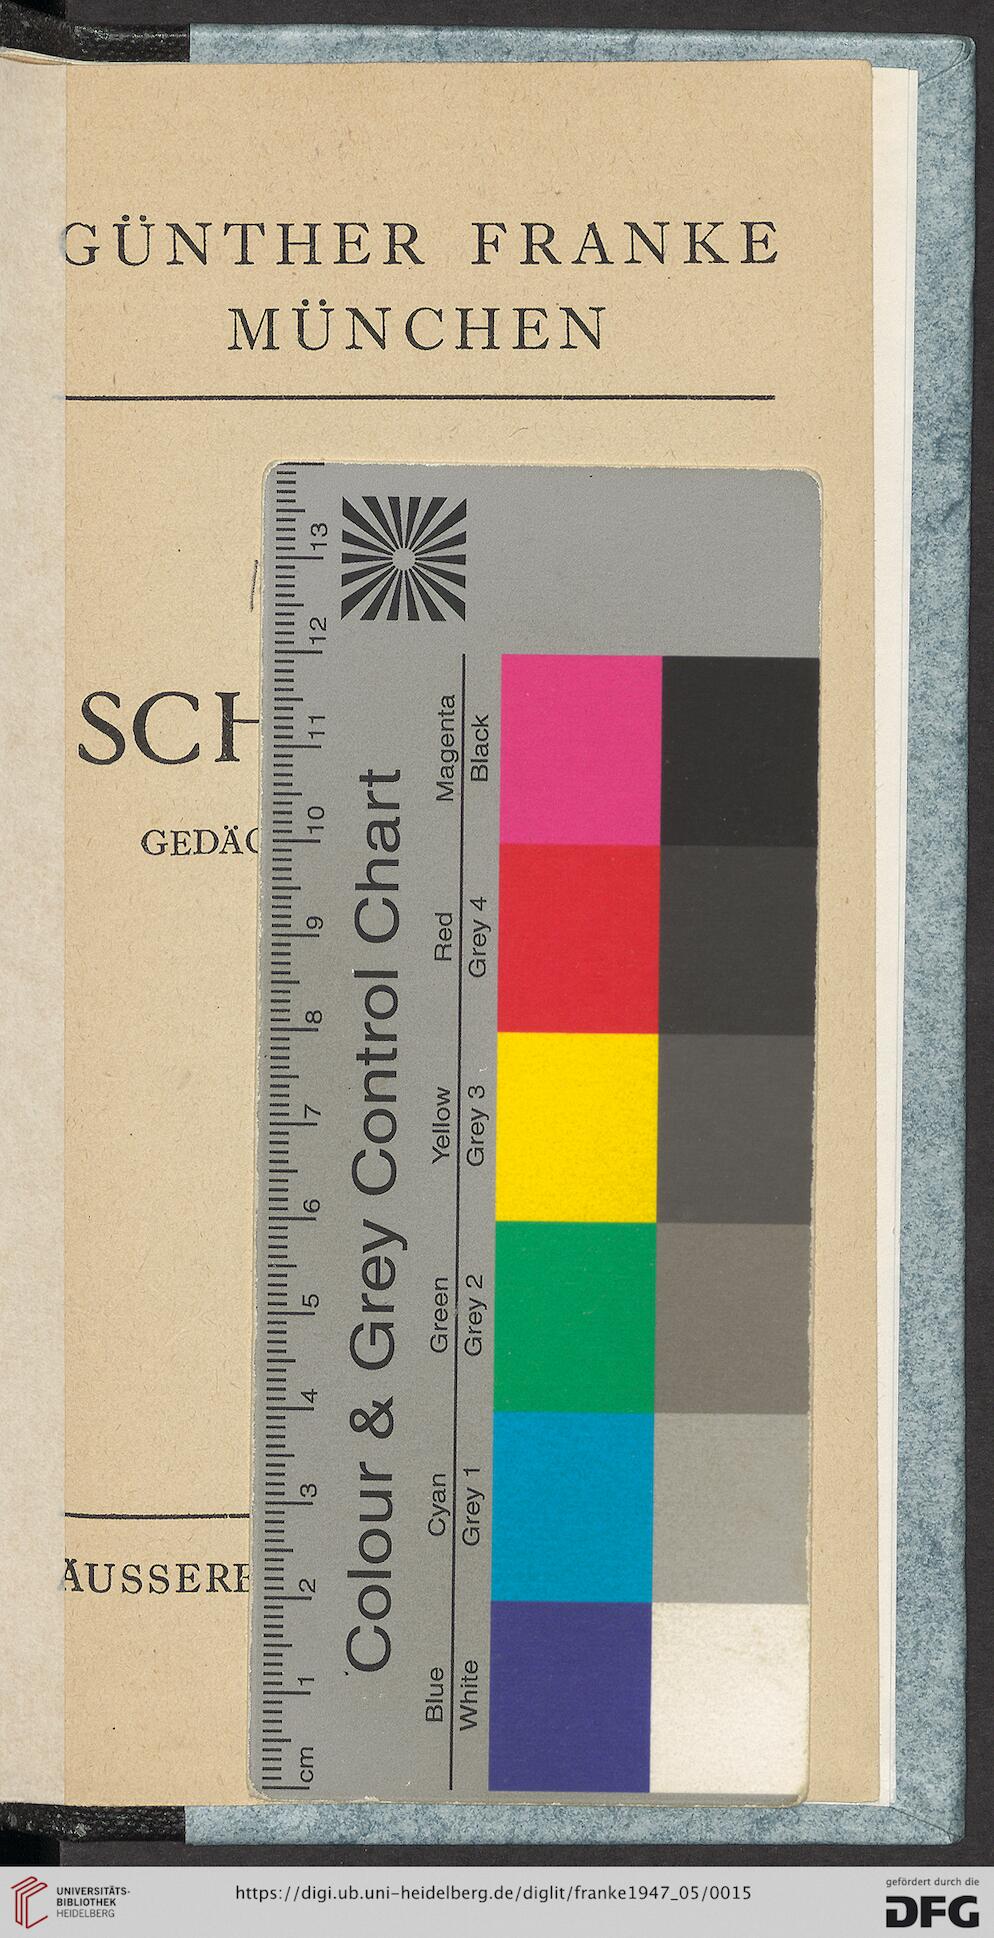 GÜNTHER FRANKE
MÜNCHEN
SCH
GEDÄC
ÄUSSERE
Colour & Grey Control Chart
Magenta
Black
Red
Grey 4
Yellow
Grey 3
Green
Grey 2
Cyan
Grey 1
Blue
White
13
12
11
10
9
8
7
6
5
4
3
2
1
cm
UNIVERSITÄTS-
BIBLIOTHEK
HEIDELBERG
https://digi.ub.uni-heidelberg.de/diglit/franke1947_05/0015
gefördert durch die
DFG